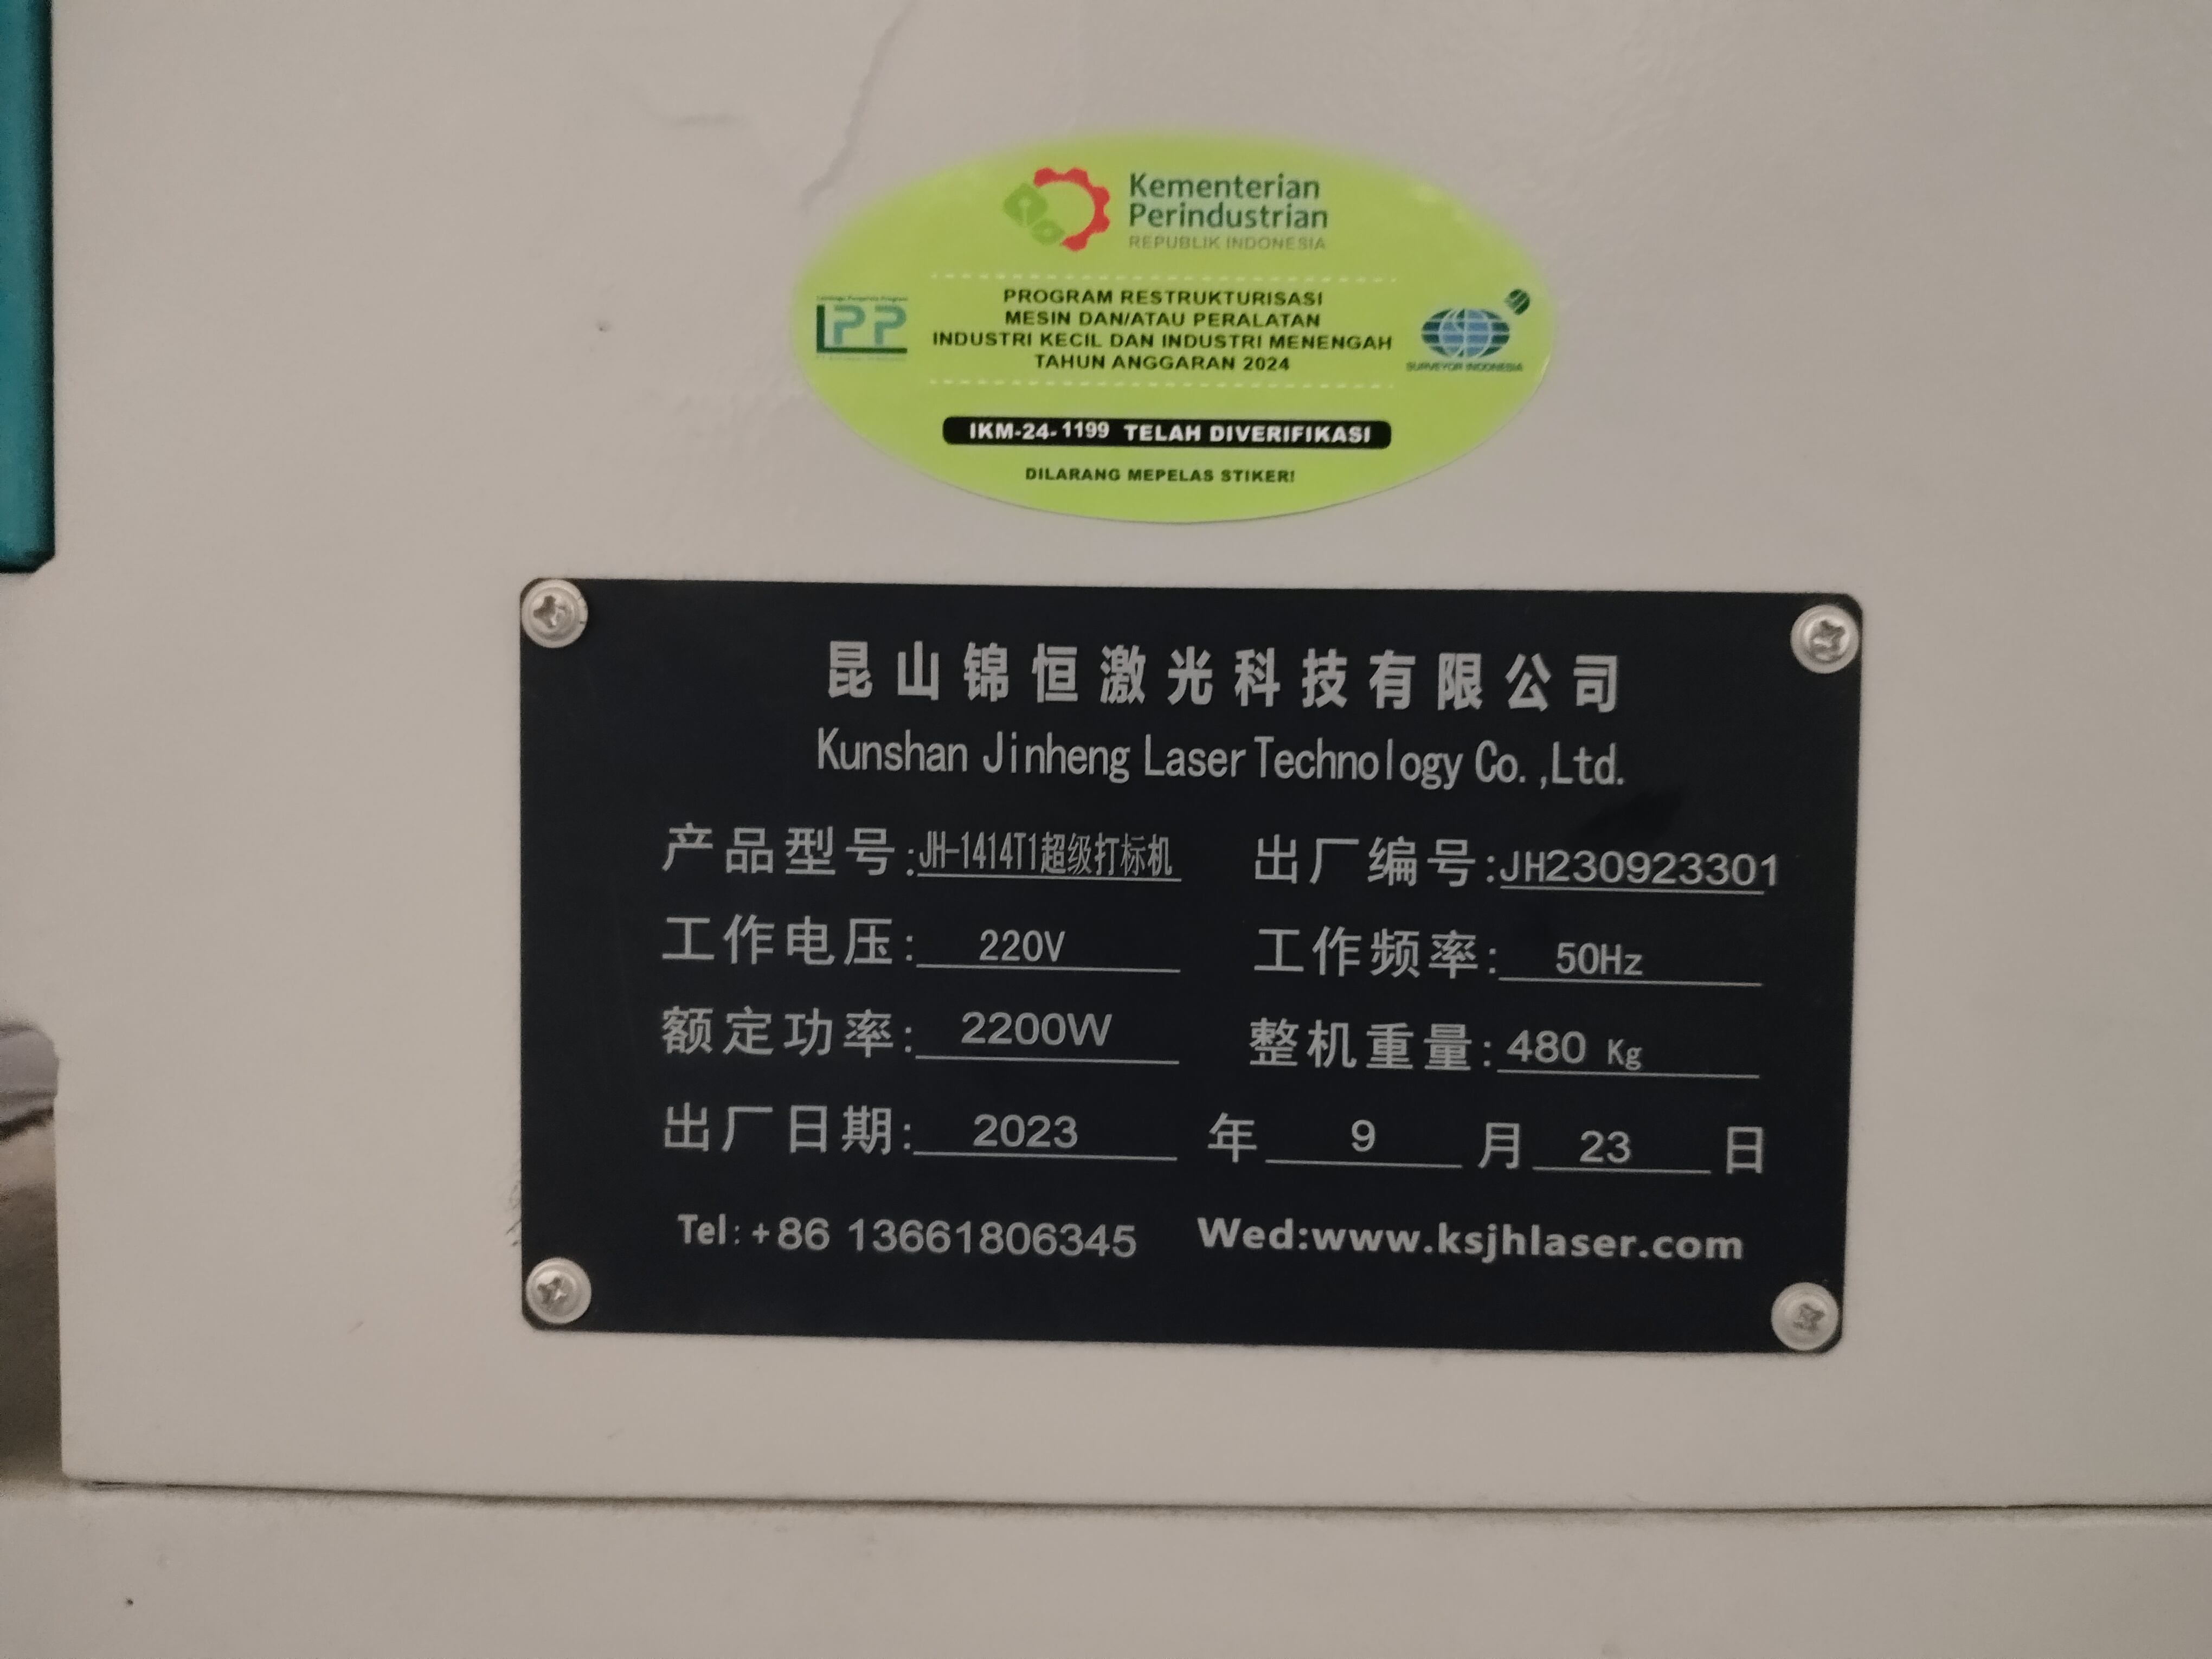 Kementerian
Perindustrian
REPUBLIK INDONESIA
PROGRAM RESTRUKTURISASI
MESIN DAN/ATAU PERALATAN
INDUSTRI KECIL DAN INDUSTRI MENENGAH
TAHUN ANGGARAN 2024
LPP
SURVEYOR INDONESIA
IKM-24-1199 TELAH DIVERIFIKASI
DILARANG MEPELAS STIKER!
昆山锦恒激光科技有限公司
Kunshan Jinheng Laser Technology Co.,Ltd.
产品型号:JH-1414T1超级打标机 出厂编号:JH230923301
工作电压: 220V 工作频率: 50Hz
额定功率: 2200W 整机重量:480 Kg
出厂日期: 2023 年 9 月 23 日
Tel:+86 13661806345 Wed:www.ksjhlaser.com